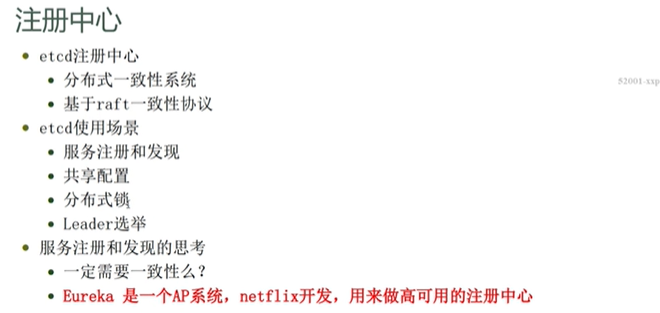 注册中心
etcd注册中心
分布式一致性系统
52001-xxp
基于raft一致性协议
etcd使用场景
服务注册和发现
共享配置
分布式锁
Leader选举
服务注册和发现的思考
一定需要一致性么？
Eureka 是一个AP系统，netflix开发，用来做高可用的注册中心